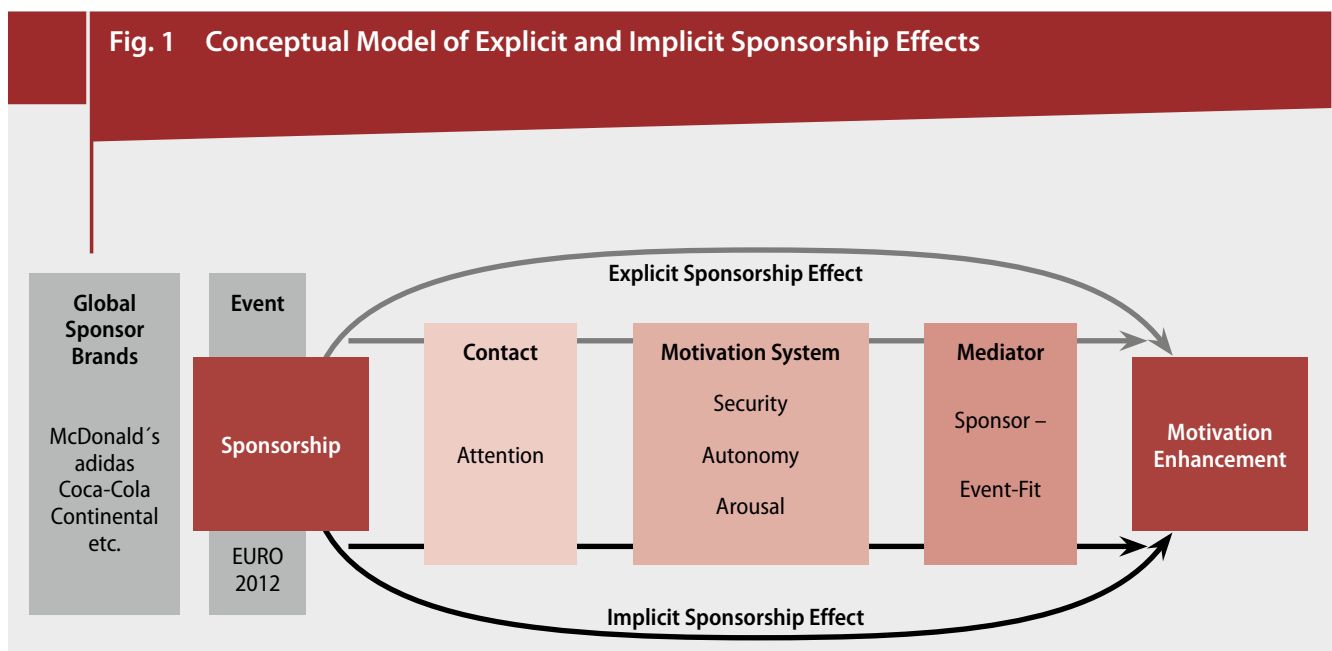 Fig. 1 Conceptual Model of Explicit and Implicit Sponsorship Effects
Explicit Sponsorship Effect
Global
Sponsor
Brands
McDonald´s
adidas
Coca-Cola
Continental
etc.
Event
Sponsorship
EURO
2012
Contact
Attention
Motivation System
Security
Autonomy
Arousal
Mediator
Sponsor –
Event-Fit
Motivation
Enhancement
Implicit Sponsorship Effect